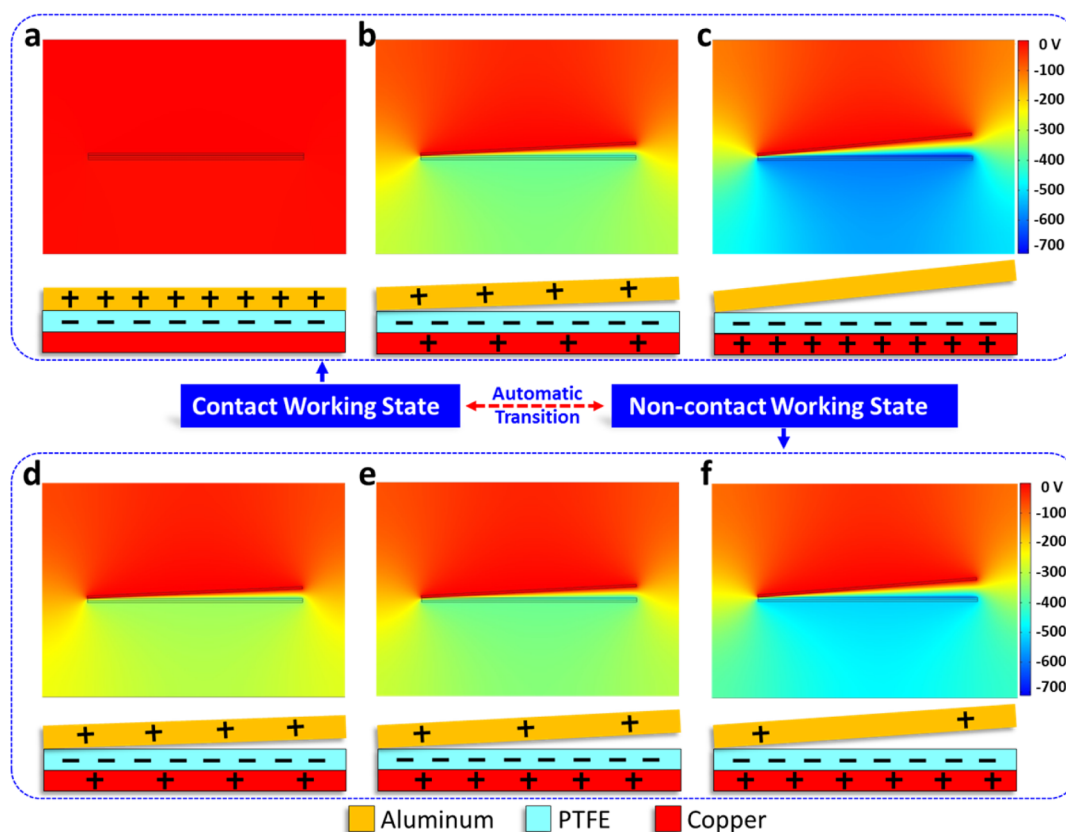 a b c
0 V
-100
-200
-300
-400
-500
-600
-700
+ + + + + + + +
− − − − − − − −
+ + + +
− − − − − − − −
+ + + +
− − − − − − − −
+ + + + + + + +
Contact Working State
Automatic
Transition
Non-contact Working State
d e f
0 V
-100
-200
-300
-400
-500
-600
-700
+ + + +
− − − − − − − −
+ + + +
+ + +
− − − − − − − −
+ + + + + +
+ +
− − − − − − − −
+ + + + + + +
Aluminum PTFE Copper